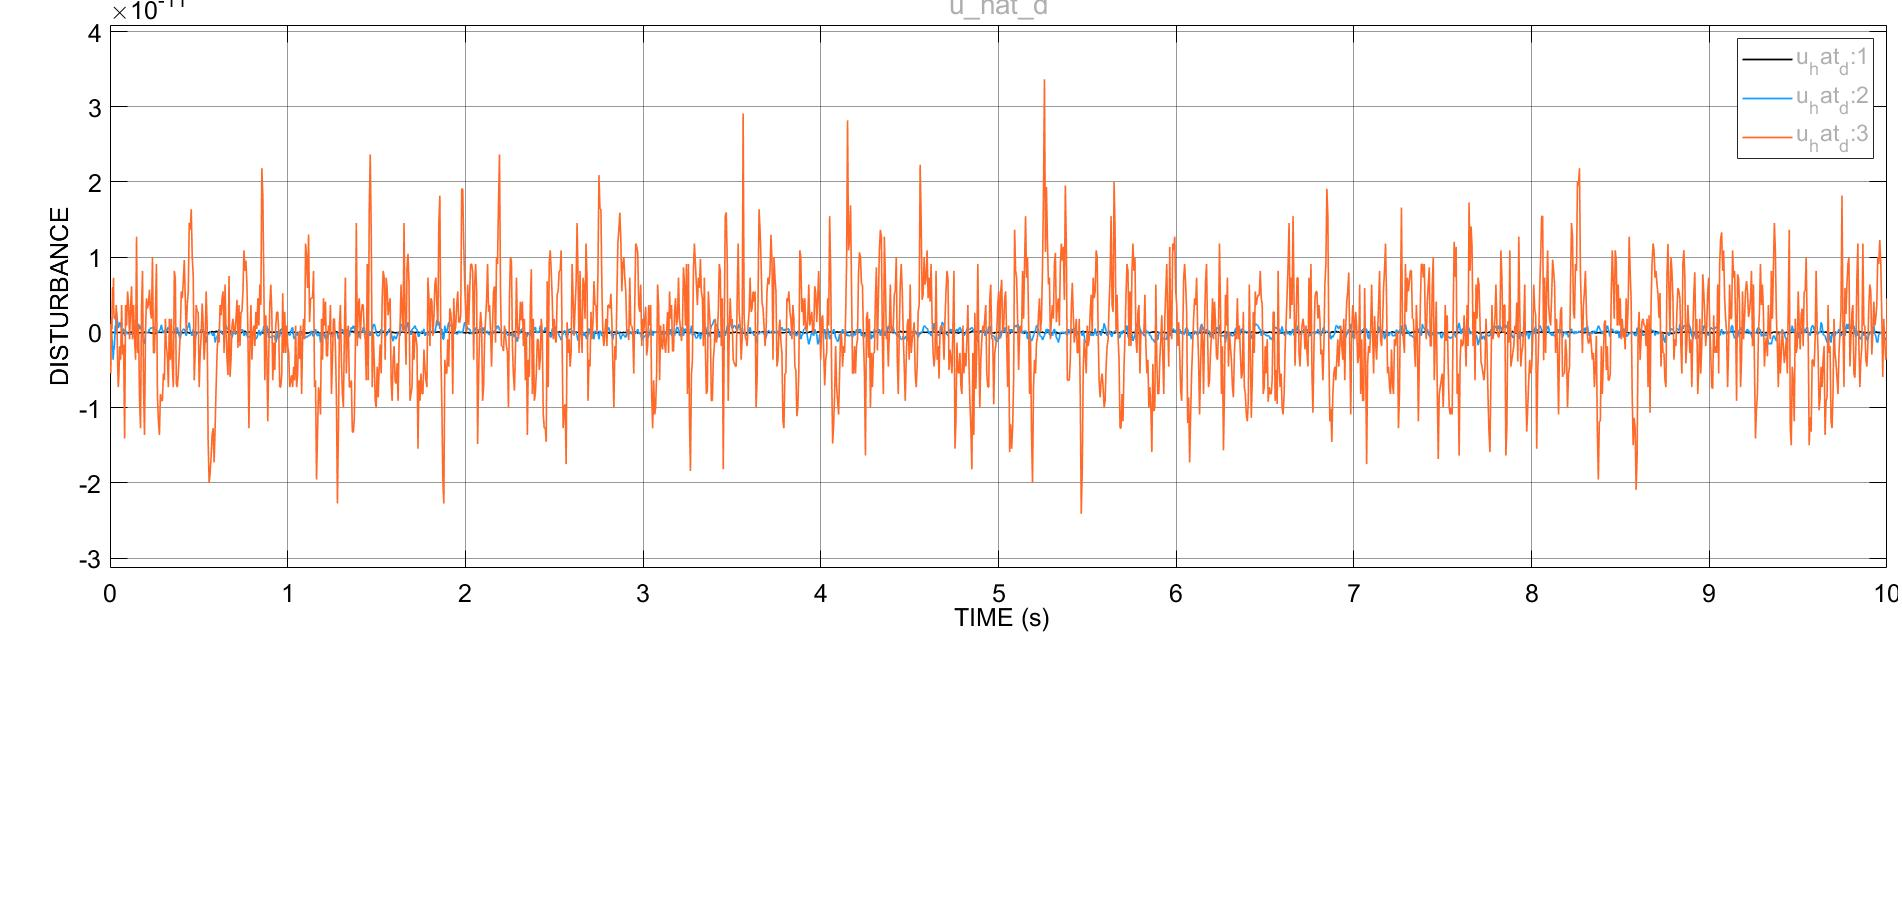 ×10⁻¹¹
u_hat_d
4
3
2
1
0
-1
-2
-3
DISTURBANCE
0 1 2 3 4 5 6 7 8 9 10
TIME (s)
u_hat_d:1
u_hat_d:2
u_hat_d:3